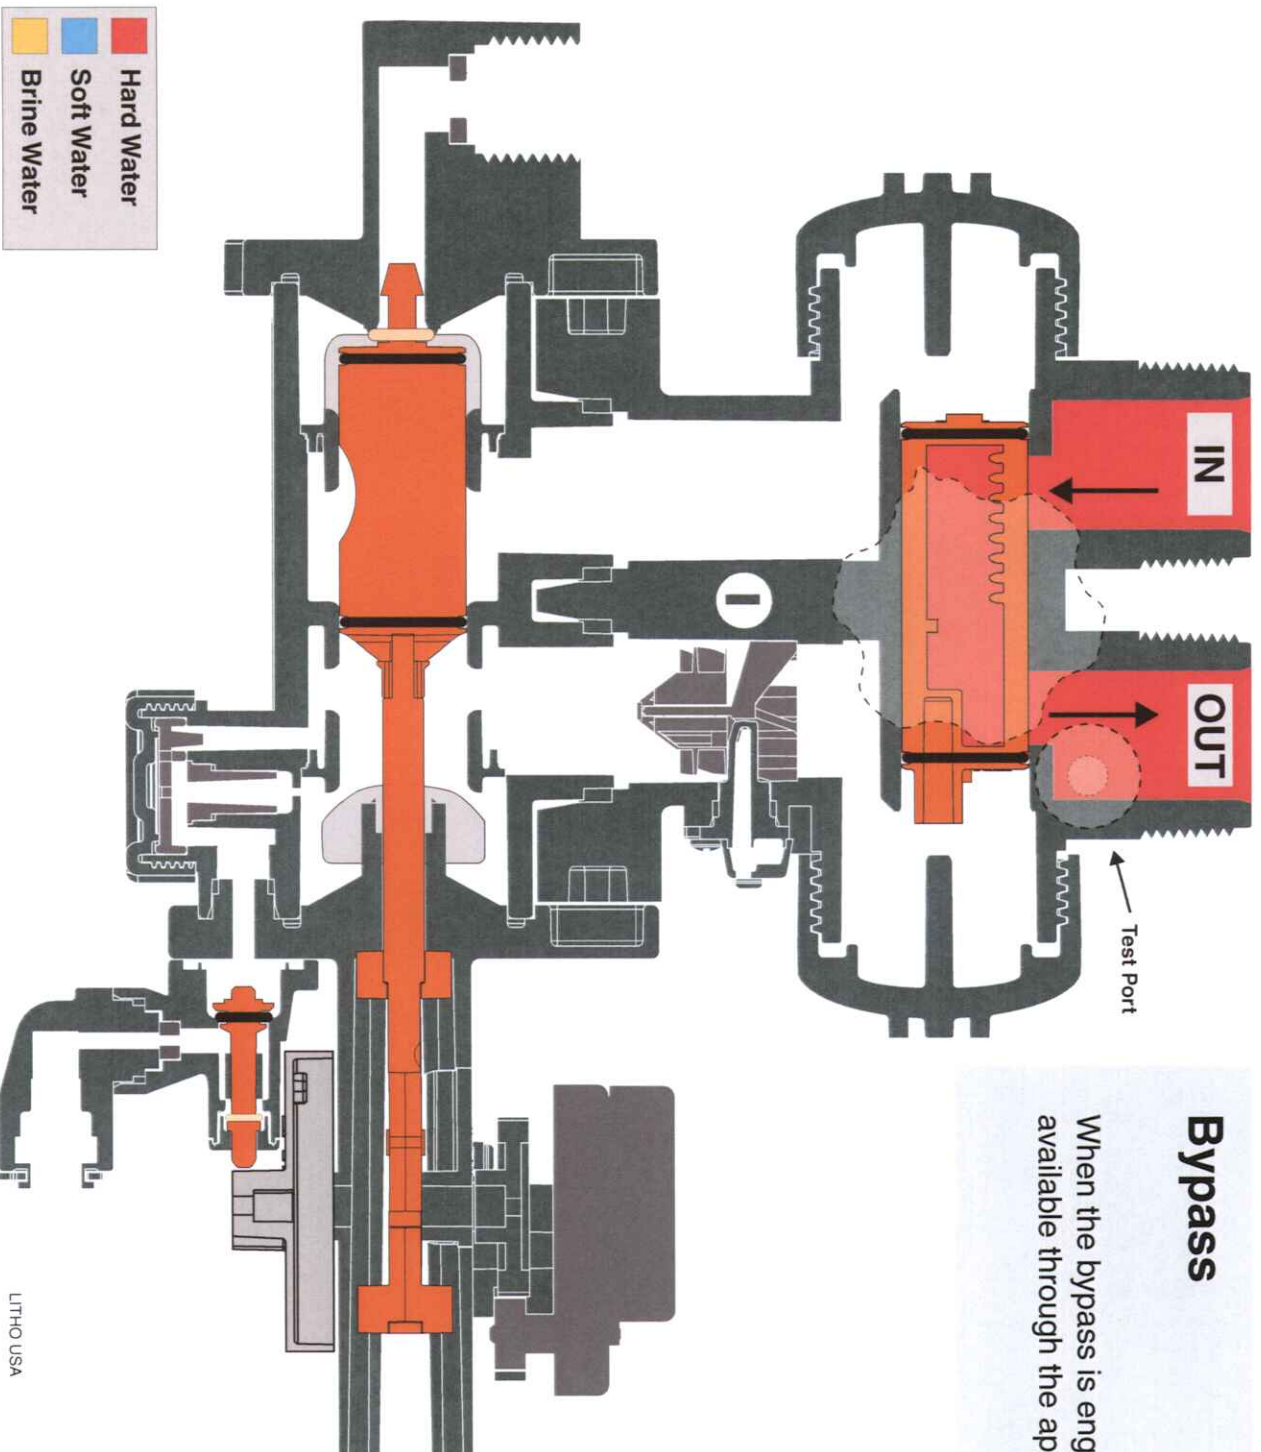 Bypass
When the bypass is eng
available through the ap
IN
OUT
Test Port
I
Hard Water
Soft Water
Brine Water
LITHO USA